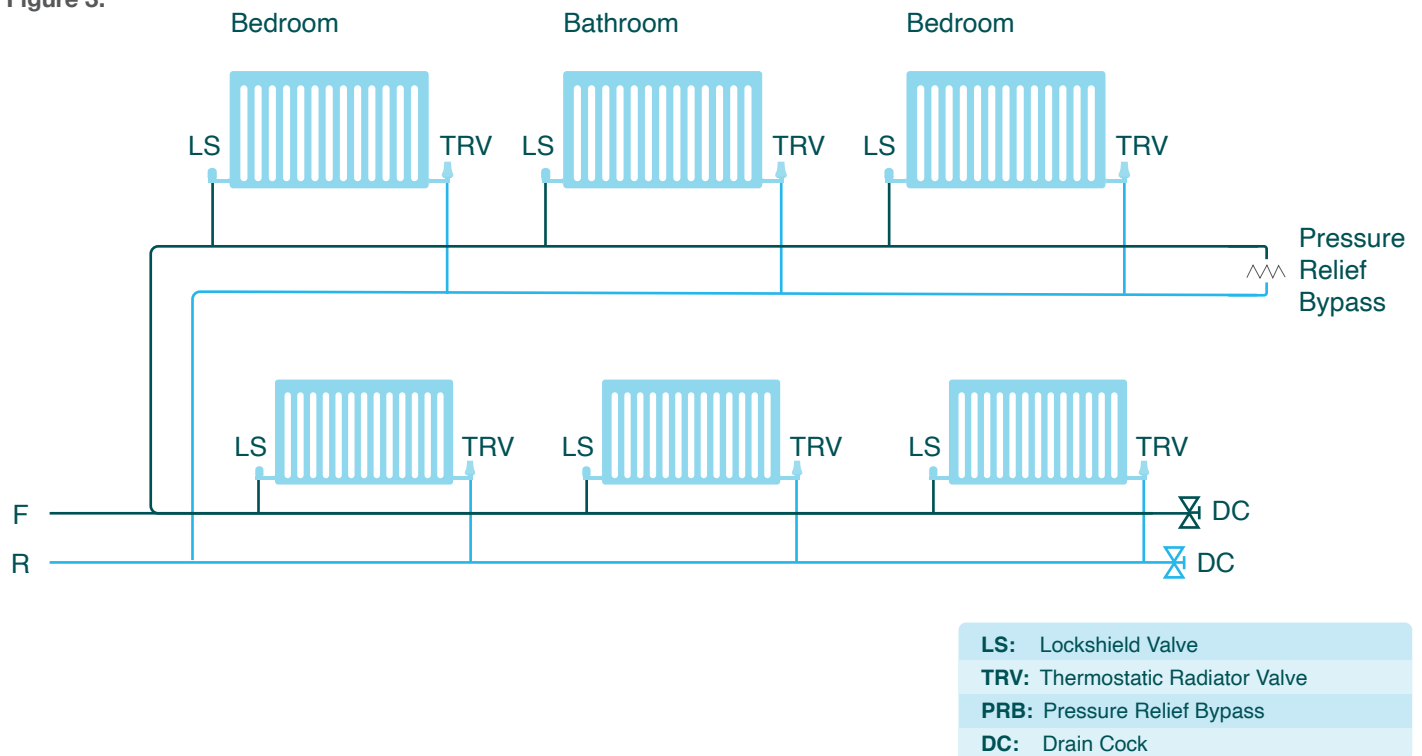 Figure 3.
Bedroom Bathroom Bedroom
LS TRV LS TRV LS TRV
Pressure
Relief
Bypass
LS TRV LS TRV LS TRV
F DC
R DC
LS: Lockshield Valve
TRV: Thermostatic Radiator Valve
PRB: Pressure Relief Bypass
DC: Drain Cock